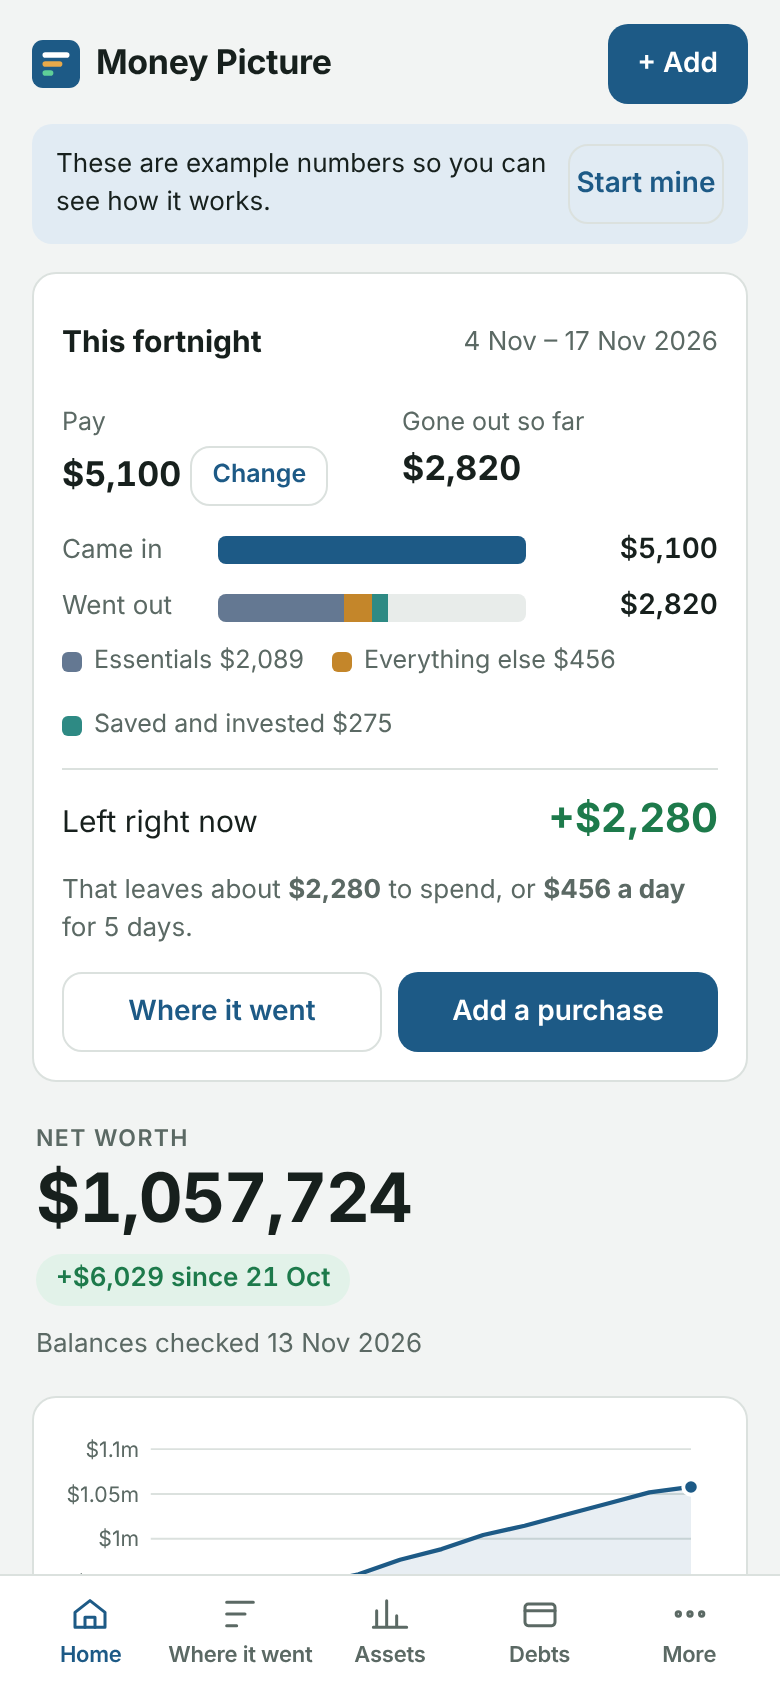 Money Picture
+ Add
These are example numbers so you can
see how it works.
Start mine
This fortnight
4 Nov – 17 Nov 2026
Pay
Gone out so far
$5,100
Change
$2,820
Came in
$5,100
Went out
$2,820
Essentials $2,089
Everything else $456
Saved and invested $275
Left right now
+$2,280
That leaves about $2,280 to spend, or $456 a day
for 5 days.
Where it went
Add a purchase
NET WORTH
$1,057,724
+$6,029 since 21 Oct
Balances checked 13 Nov 2026
$1.1m
$1.05m
$1m
Home
Where it went
Assets
Debts
More